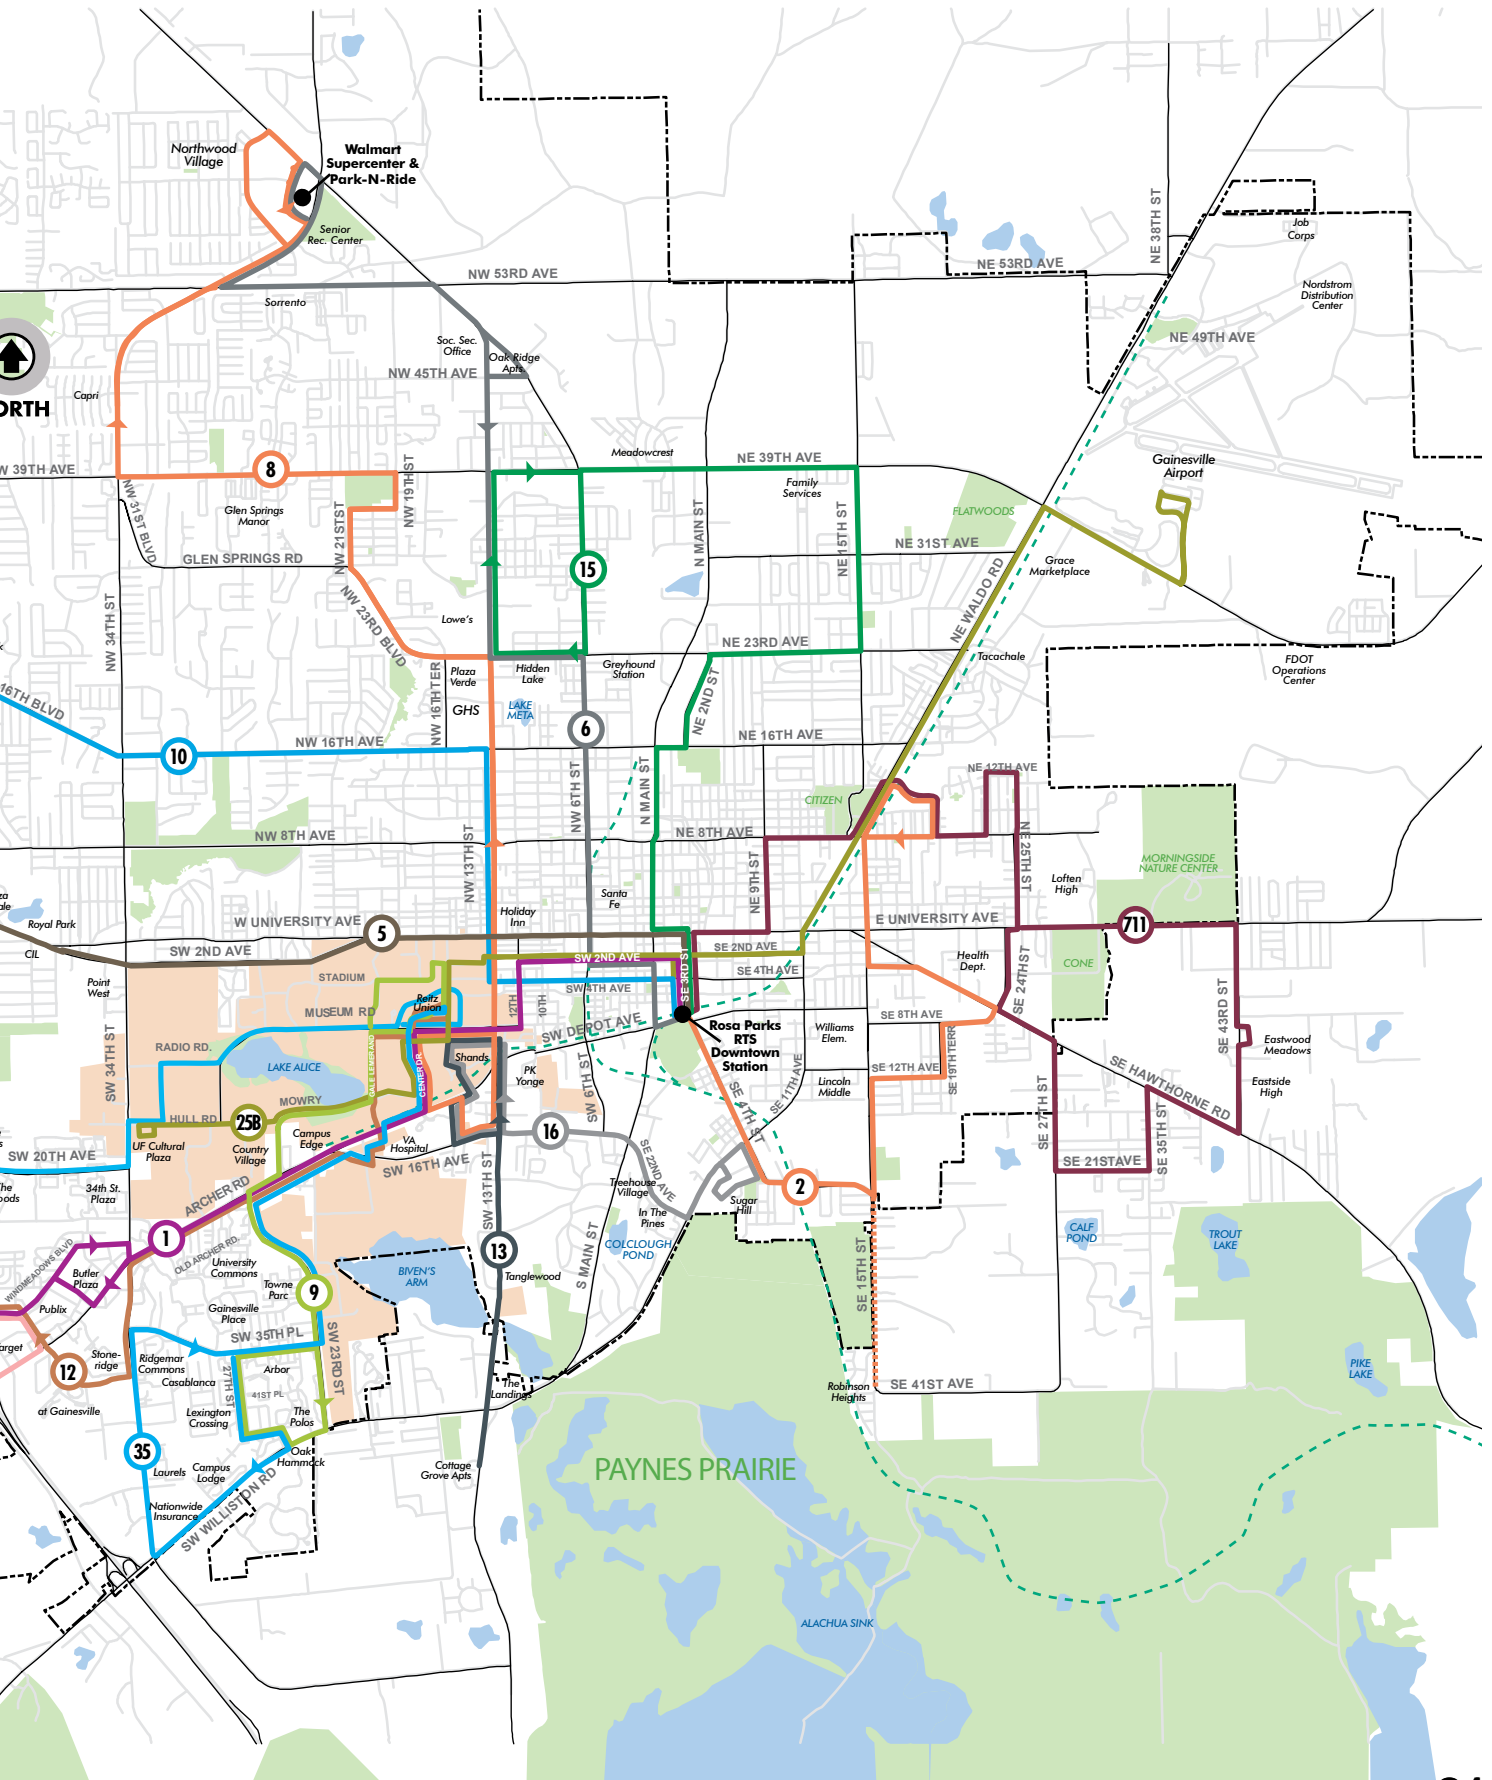 Northwood
Village
Walmart
Supercenter &
Park-N-Ride
Senior
Rec. Center
NW 53RD AVE
NE 53RD AVE
NE 38TH ST
Job
Corps
Sorrento
Nordstrom
Distribution
Center
NE 49TH AVE
Soc. Sec.
Office
Oak Ridge
Apts.
NW 45TH AVE
Capri
ORTH
W 39TH AVE
8
NW 19TH ST
Meadowcrest
NE 39TH AVE
Gainesville
Airport
Family
Services
NW 31ST BLVD
Glen Springs
Manor
NW 21ST ST
N MAIN ST
NE 15TH ST
FLATWOODS
NE 31ST AVE
GLEN SPRINGS RD
15
Grace
Marketplace
NW 34TH ST
NW 23RD BLVD
Lowe's
NE WALDO RD
NE 23RD AVE
Tacachale
Plaza
Verde
Hidden
Lake
Greyhound
Station
FDOT
Operations
Center
16TH BLVD
NW 16TH TER
GHS
LAKE
META
NE 2ND ST
6
10
NW 16TH AVE
NE 16TH AVE
NW 6TH ST
N MAIN ST
NE 12TH AVE
CITIZEN
NW 8TH AVE
NW 13TH ST
NE 8TH AVE
NE 9TH ST
NE 25TH ST
MORNINGSIDE
NATURE CENTER
Loften
High
Santa
Fe
Royal Park
W UNIVERSITY AVE
5
Holiday
Inn
E UNIVERSITY AVE
711
CIL
SW 2ND AVE
SW 2ND AVE
SE 2ND AVE
SE 3RD ST
SE 4TH AVE
Health
Dept.
SE 24TH ST
CONE
Point
West
STADIUM
Reitz
Union
SW 4TH AVE
12TH
10TH
MUSEUM RD
SW DEPOT AVE
SE 8TH AVE
SE 43RD ST
Rosa Parks
RTS
Downtown
Station
Williams
Elem.
Eastwood
Meadows
SW 34TH ST
RADIO RD.
LAKE ALICE
GALE LEMERAND
CENTER DR.
Shands
PK
Yonge
SW 6TH ST
SE 4TH ST
SE 11TH AVE
SE 12TH AVE
SE 19TH TERR
Lincoln
Middle
SE HAWTHORNE RD
Eastside
High
MOWRY
HULL RD
25B
Campus
Edge
VA
Hospital
16
SE 27TH ST
SE 35TH ST
UF Cultural
Plaza
Country
Village
SW 20TH AVE
SW 16TH AVE
SE 22ND AVE
SE 21ST AVE
34th St.
Plaza
ARCHER RD
SW 13TH ST
Treehouse
Village
In The
Pines
Sugar
Hill
2
1
OLD ARCHER RD.
WINDMEADOWS BLVD
13
COLCLOUGH
POND
S MAIN ST
SE 15TH ST
CALF
POND
TROUT
LAKE
Butler
Plaza
University
Commons
Towne
Parc
9
BIVEN'S
ARM
Tanglewood
Publix
Gainesville
Place
SW 35TH PL
SW 23RD ST
12
Stone-
ridge
Ridgemar
Commons
Casablanca
Arbor
27TH ST
41ST PL
The
Landings
Robinson
Heights
SE 41ST AVE
PIKE
LAKE
at Gainesville
Lexington
Crossing
The
Polos
35
Oak
Hammock
Laurels
Campus
Lodge
Cottage
Grove Apts
PAYNES PRAIRIE
Nationwide
Insurance
SW WILLISTON RD
ALACHUA SINK